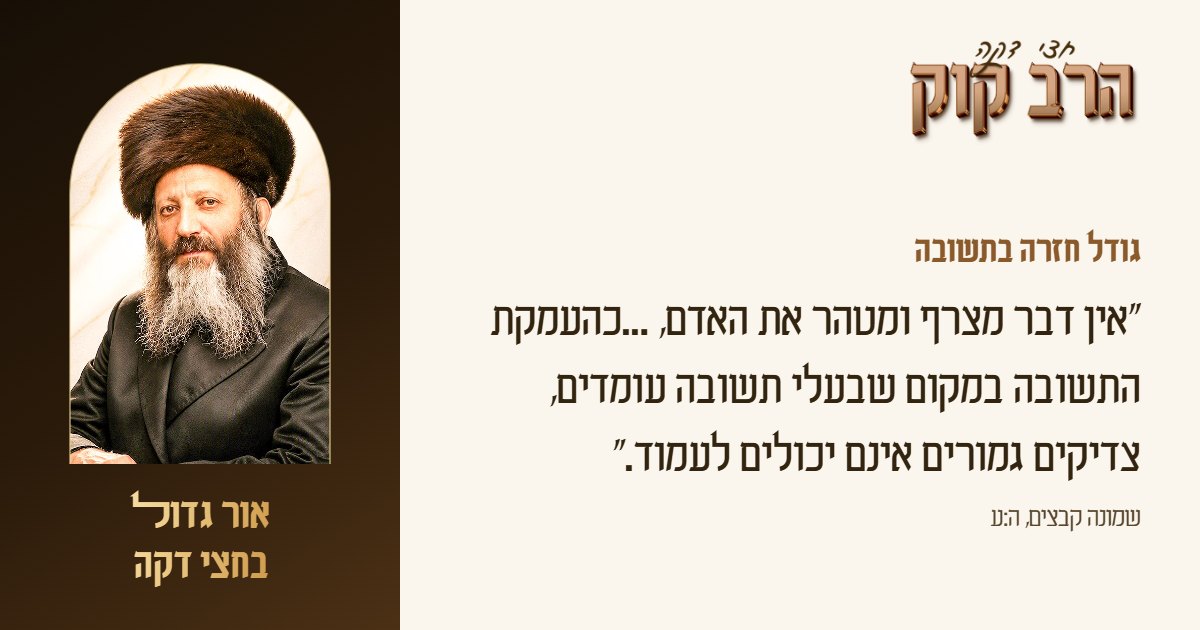 חצי דקה
הרב קוק
גודל חזרה בתשובה
"אין דבר מצרף ומטהר את האדם, ...כהעמקת
התשובה במקום שבעלי תשובה עומדים,
צדיקים גמורים אינם יכולים לעמוד."
שמונה קבצים, ה:ע
אור גדול
בחצי דקה